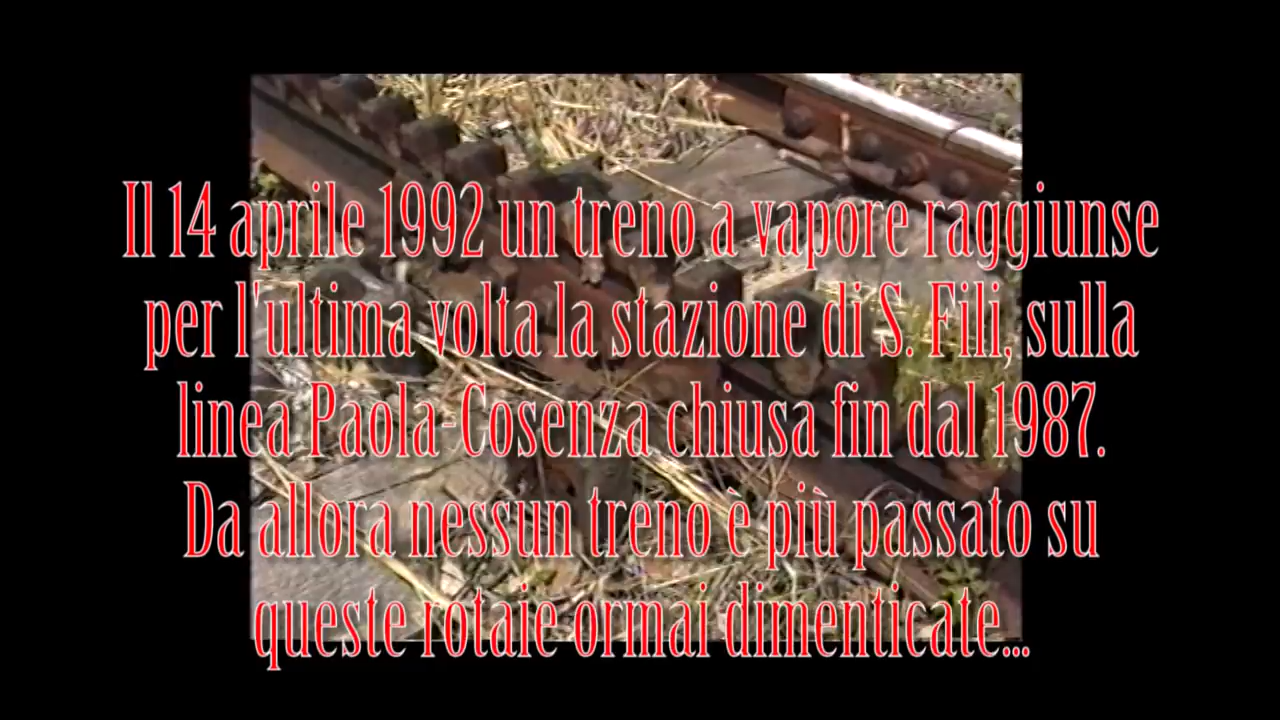 Il 14 aprile 1992 un treno a vapore raggiunse
per l'ultima volta la stazione di S. Fili, sulla
linea Paola-Cosenza chiusa fin dal 1987.
Da allora nessun treno è più passato su
queste rotaie ormai dimenticate...